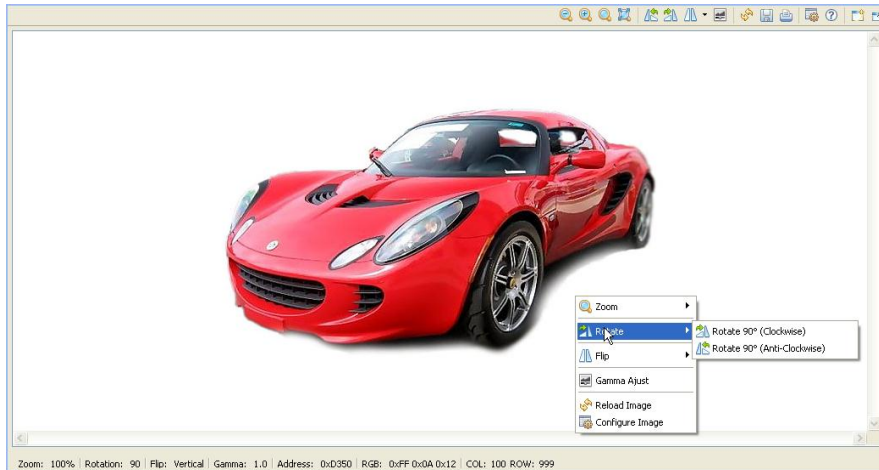 Zoom
Rotate
Rotate 90° (Clockwise)
Rotate 90° (Anti-Clockwise)
Flip
Gamma Ajust
Reload Image
Configure Image
Zoom: 100% Rotation: 90 Flip: Vertical Gamma: 1.0 Address: 0xD350 RGB: 0xFF 0x0A 0x12 COL: 100 ROW: 999